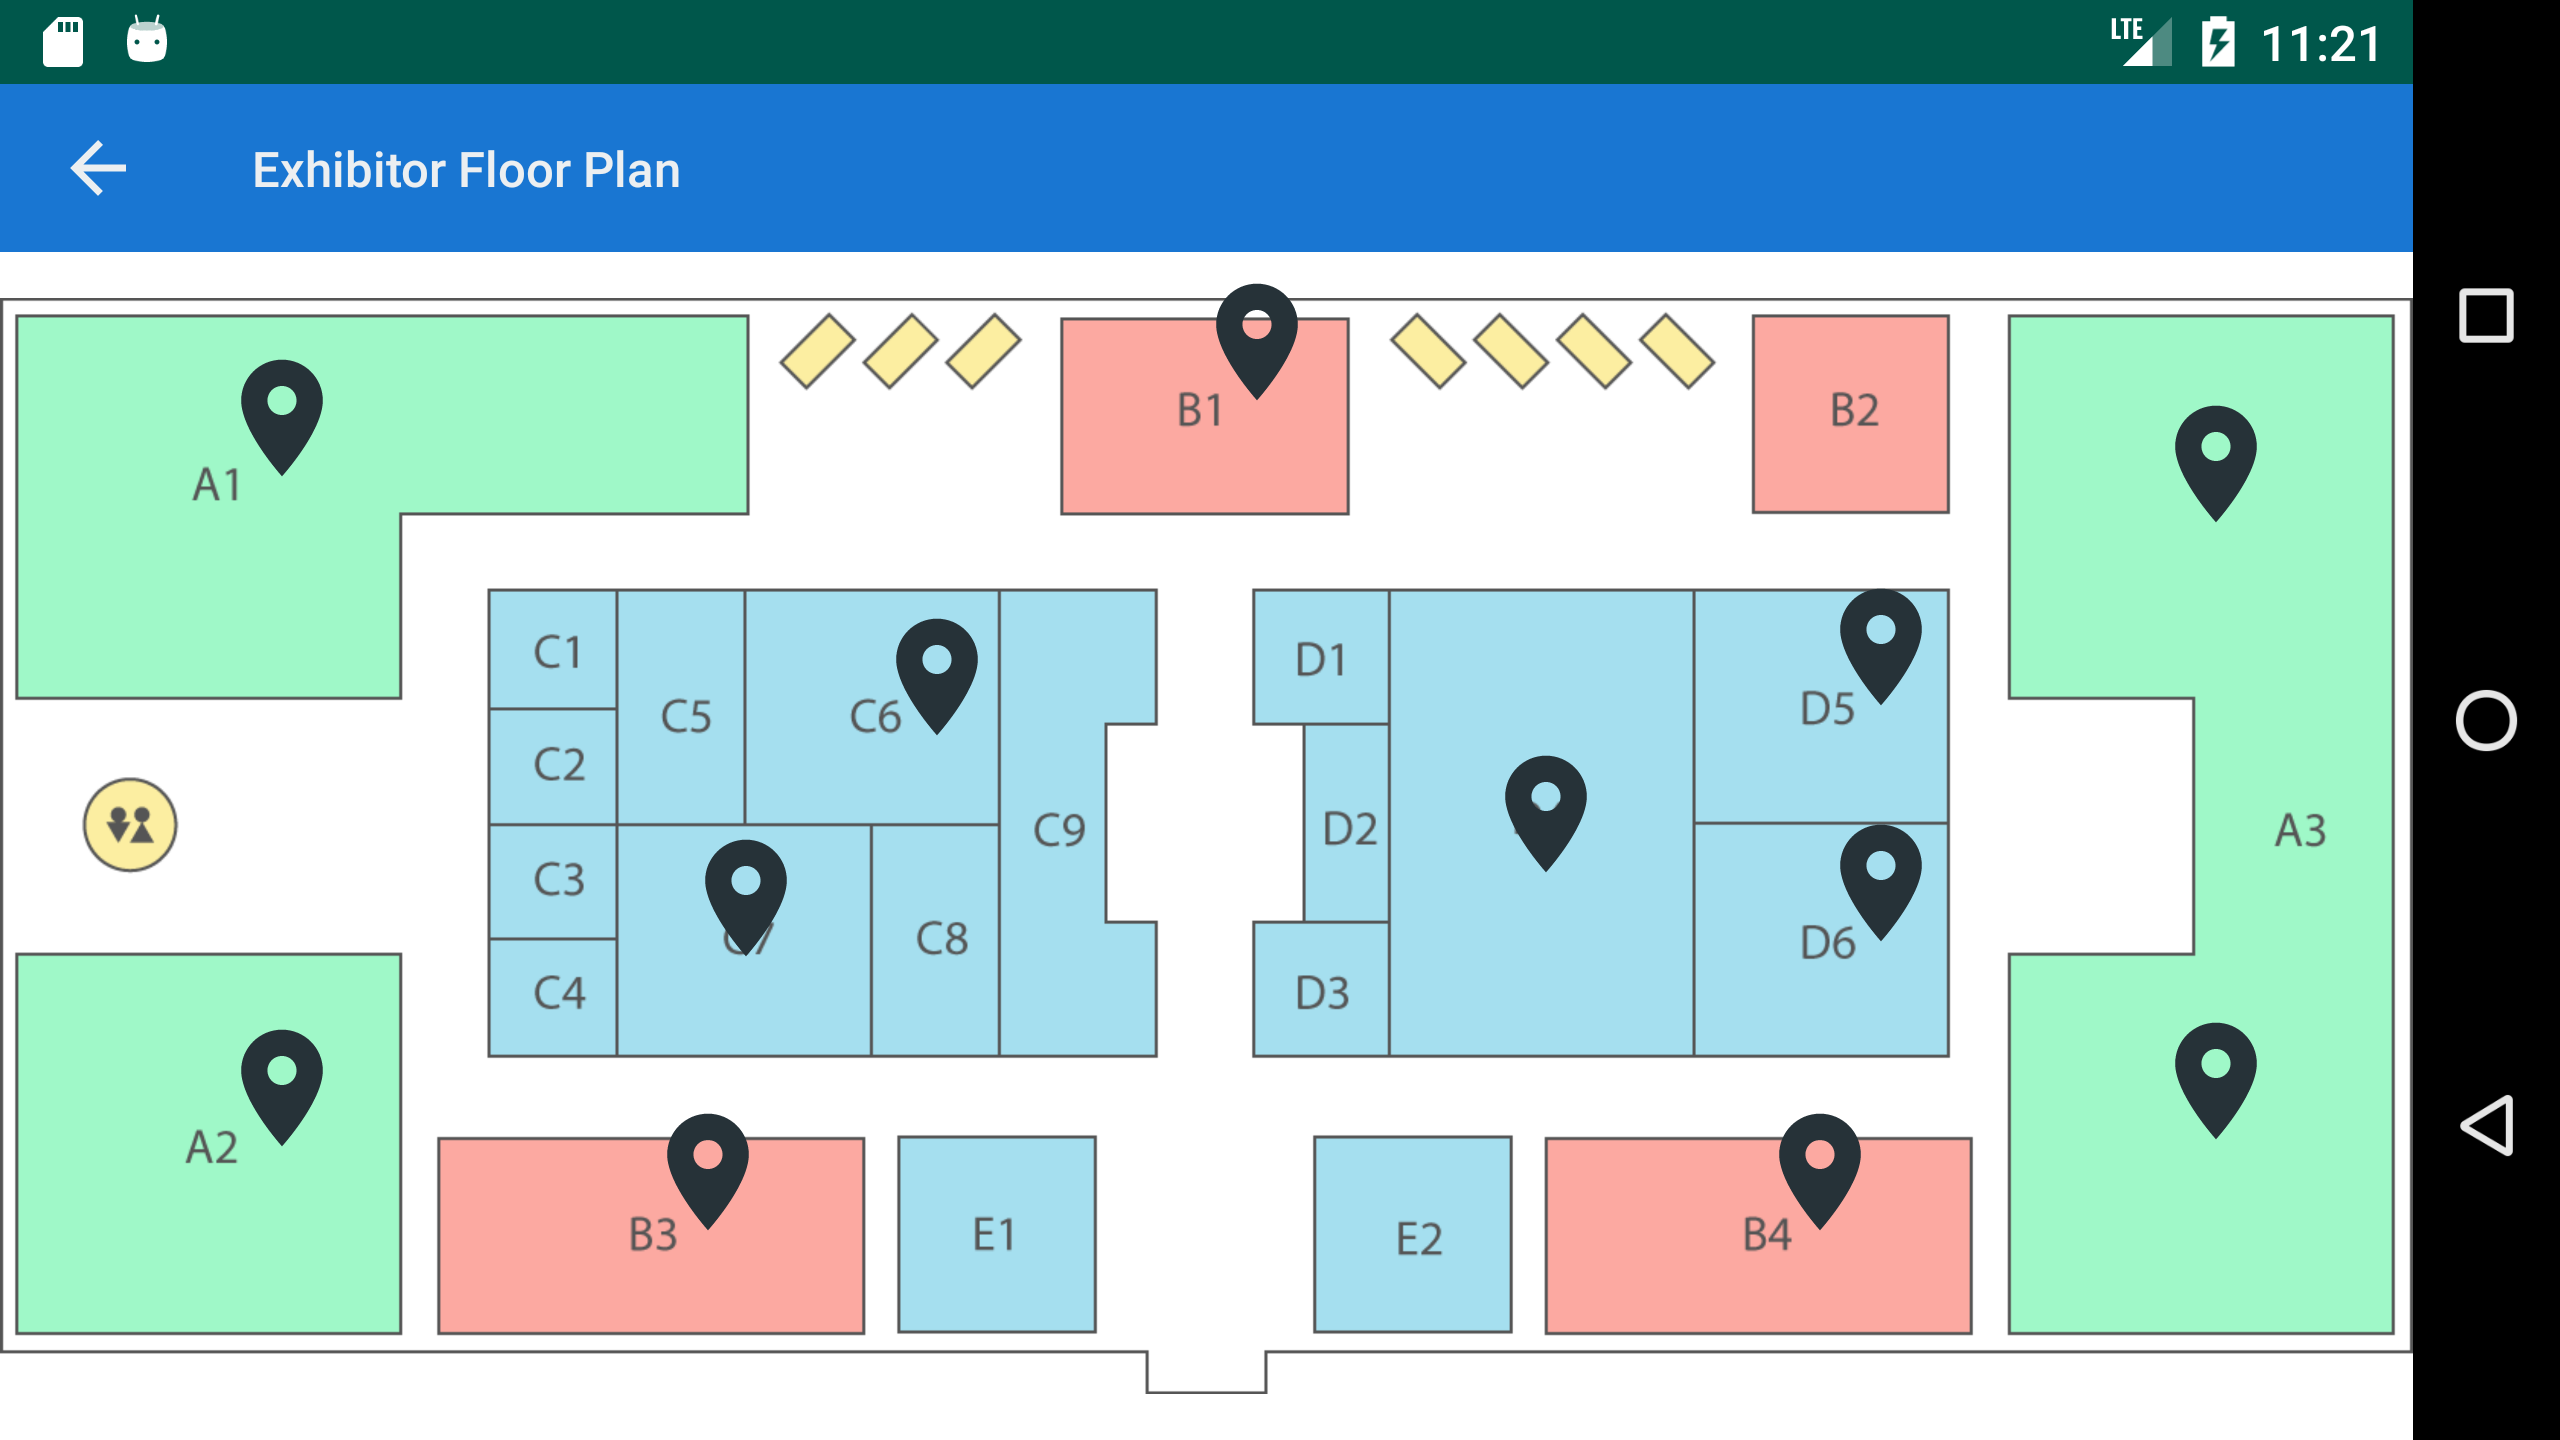 LTE 11:21
Exhibitor Floor Plan
A1
B1
B2
C1
C2
C3
C4
C5
C6
C7
C8
C9
D1
D2
D3
D5
D6
A3
A2
B3
E1
E2
B4